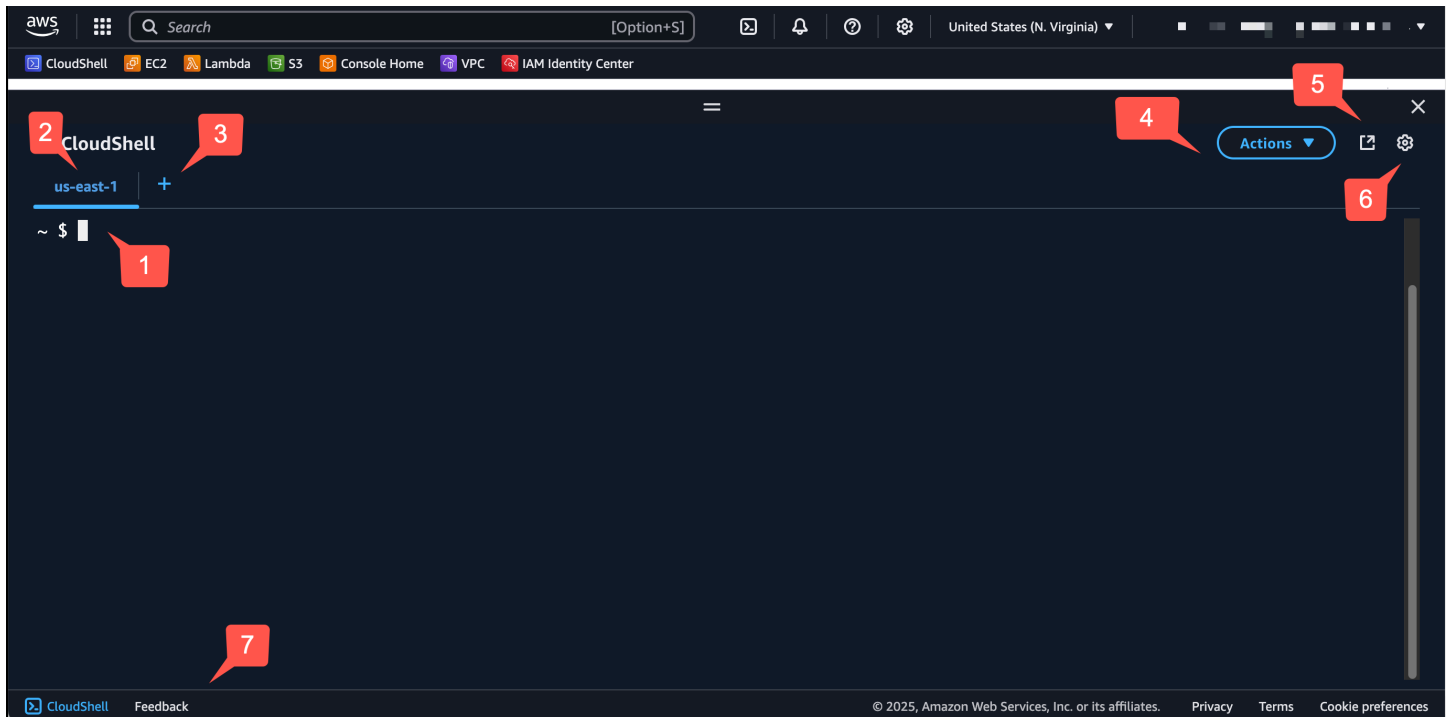 aws Search [Option+S] United States (N. Virginia)
CloudShell EC2 Lambda S3 Console Home VPC IAM Identity Center
5
4
2 3
CloudShell Actions
us-east-1 +
6
~ $
1
7
CloudShell Feedback © 2025, Amazon Web Services, Inc. or its affiliates. Privacy Terms Cookie preferences